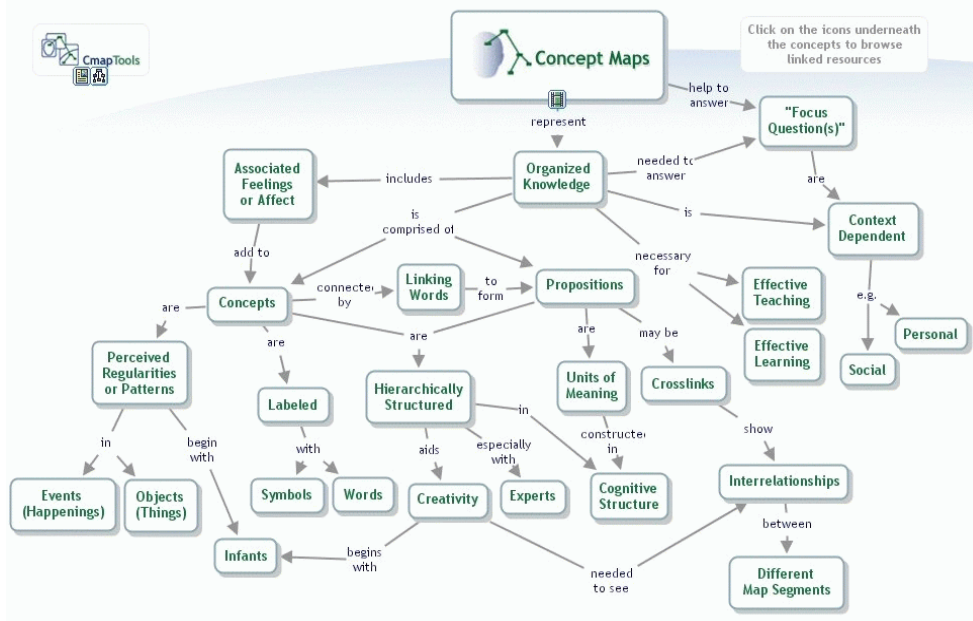 CmapTools
Concept Maps
Click on the icons underneath
the concepts to browse
linked resources
help to
answer
represent
"Focus
Question(s)"
Associated
Feelings
or Affect
includes
Organized
Knowledge
needed to
answer
are
is
Context
Dependent
is
comprised of
add to
necessary
for
Concepts
connected
by
Linking
Words
to
form
Propositions
Effective
Teaching
e.g.
Personal
are
are
are
are
may be
Effective
Learning
Social
Perceived
Regularities
or Patterns
Labeled
Hierarchically
Structured
Units of
Meaning
Crosslinks
in
begin
with
with
aids
especially
with
in
constructe
in
show
Events
(Happenings)
Objects
(Things)
Symbols
Words
Creativity
Experts
Cognitive
Structure
Interrelationships
Infants
begins
with
needed
to see
between
Different
Map Segments